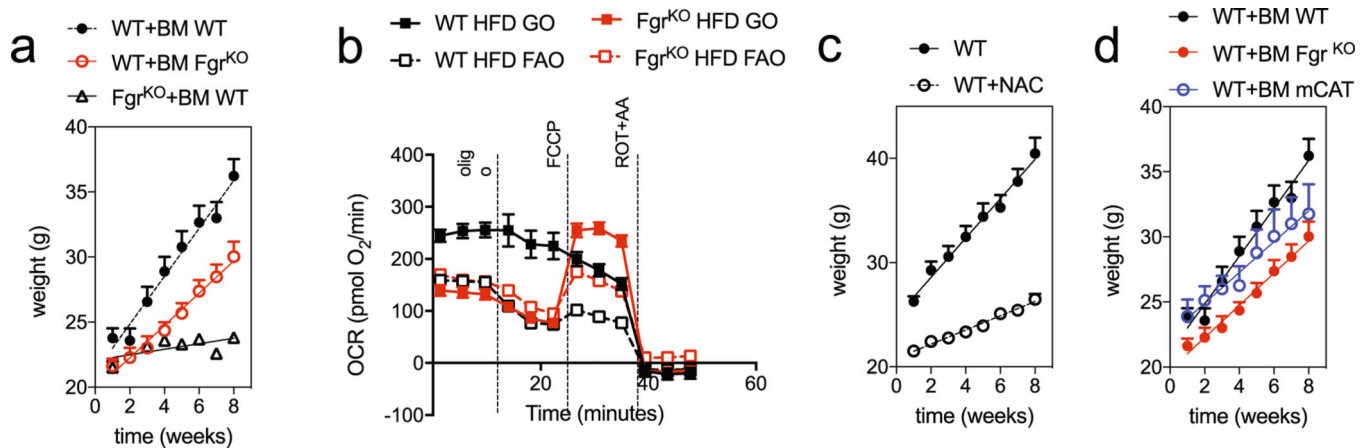 a
WT+BM WT
WT+BM Fgr^KO
Fgr^KO+BM WT
weight (g)
40
35
30
25
20
0 2 4 6 8
time (weeks)
b
WT HFD GO
WT HFD FAO
Fgr^KO HFD GO
Fgr^KO HFD FAO
olig
o
FCCP
ROT+AA
OCR (pmol O2/min)
400
300
200
100
0
-100
20 40 60
Time (minutes)
c
WT
WT+NAC
weight (g)
40
30
20
0 2 4 6 8
time (weeks)
d
WT+BM WT
WT+BM Fgr KO
WT+BM mCAT
weight (g)
40
35
30
25
20
0 2 4 6 8
time (weeks)